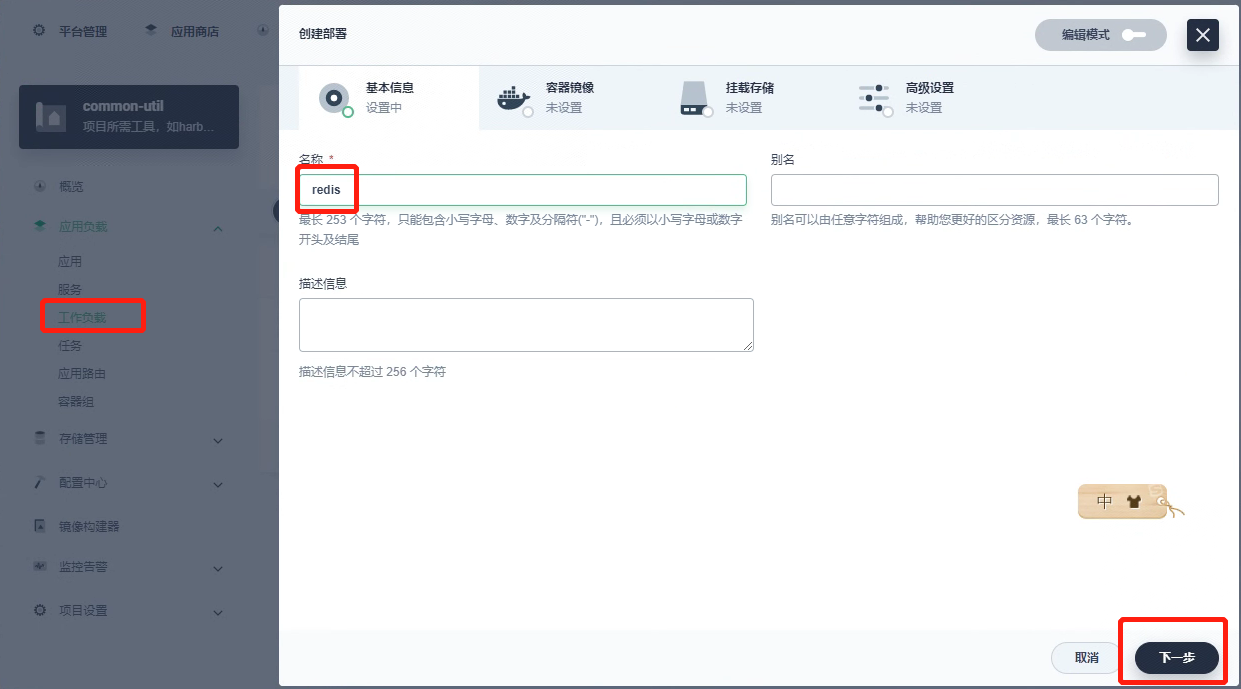 平台管理
应用商店
common-util
项目所需工具，如harb...
概览
应用负载
应用
服务
工作负载
任务
应用路由
容器组
存储管理
配置中心
镜像构建器
监控告警
项目设置
创建部署
编辑模式
基本信息
设置中
容器镜像
未设置
挂载存储
未设置
高级设置
未设置
名称 *
redis
最长 253 个字符，只能包含小写字母、数字及分隔符("-")，且必须以小写字母或数字
开头及结尾
别名
别名可以由任意字符组成，帮助您更好的区分资源，最长 63 个字符。
描述信息
描述信息不超过 256 个字符
中
取消
下一步